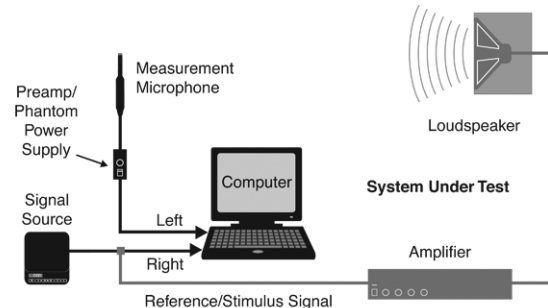 Measurement
Microphone
Preamp/
Phantom
Power
Supply
Loudspeaker
Signal
Source
Computer
System Under Test
Left
Right
Amplifier
Reference/Stimulus Signal